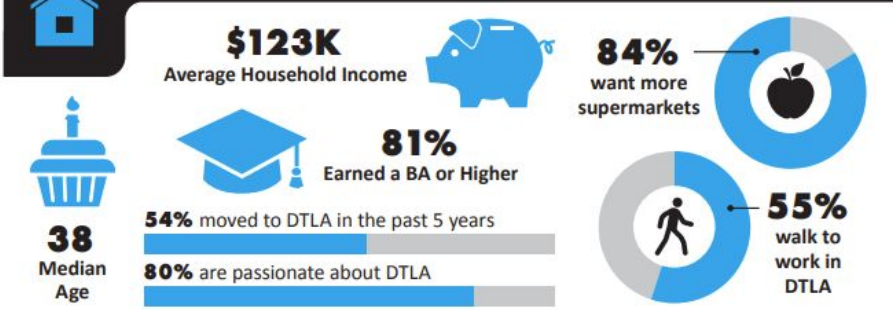 $123K
Average Household Income
84%
want more
supermarkets
81%
Earned a BA or Higher
38
Median
Age
54% moved to DTLA in the past 5 years
80% are passionate about DTLA
55%
walk to
work in
DTLA